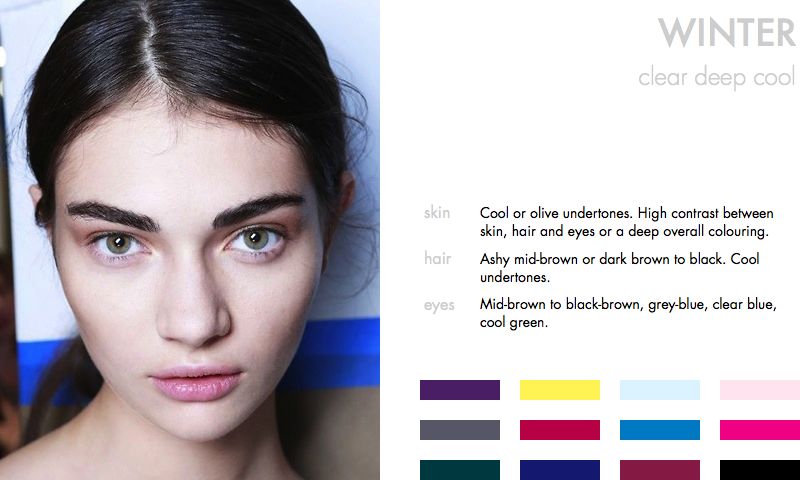 WINTER
clear deep cool
skin
Cool or olive undertones. High contrast between
skin, hair and eyes or a deep overall colouring.
hair
Ashy mid-brown or dark brown to black. Cool
undertones.
eyes
Mid-brown to black-brown, grey-blue, clear blue,
cool green.